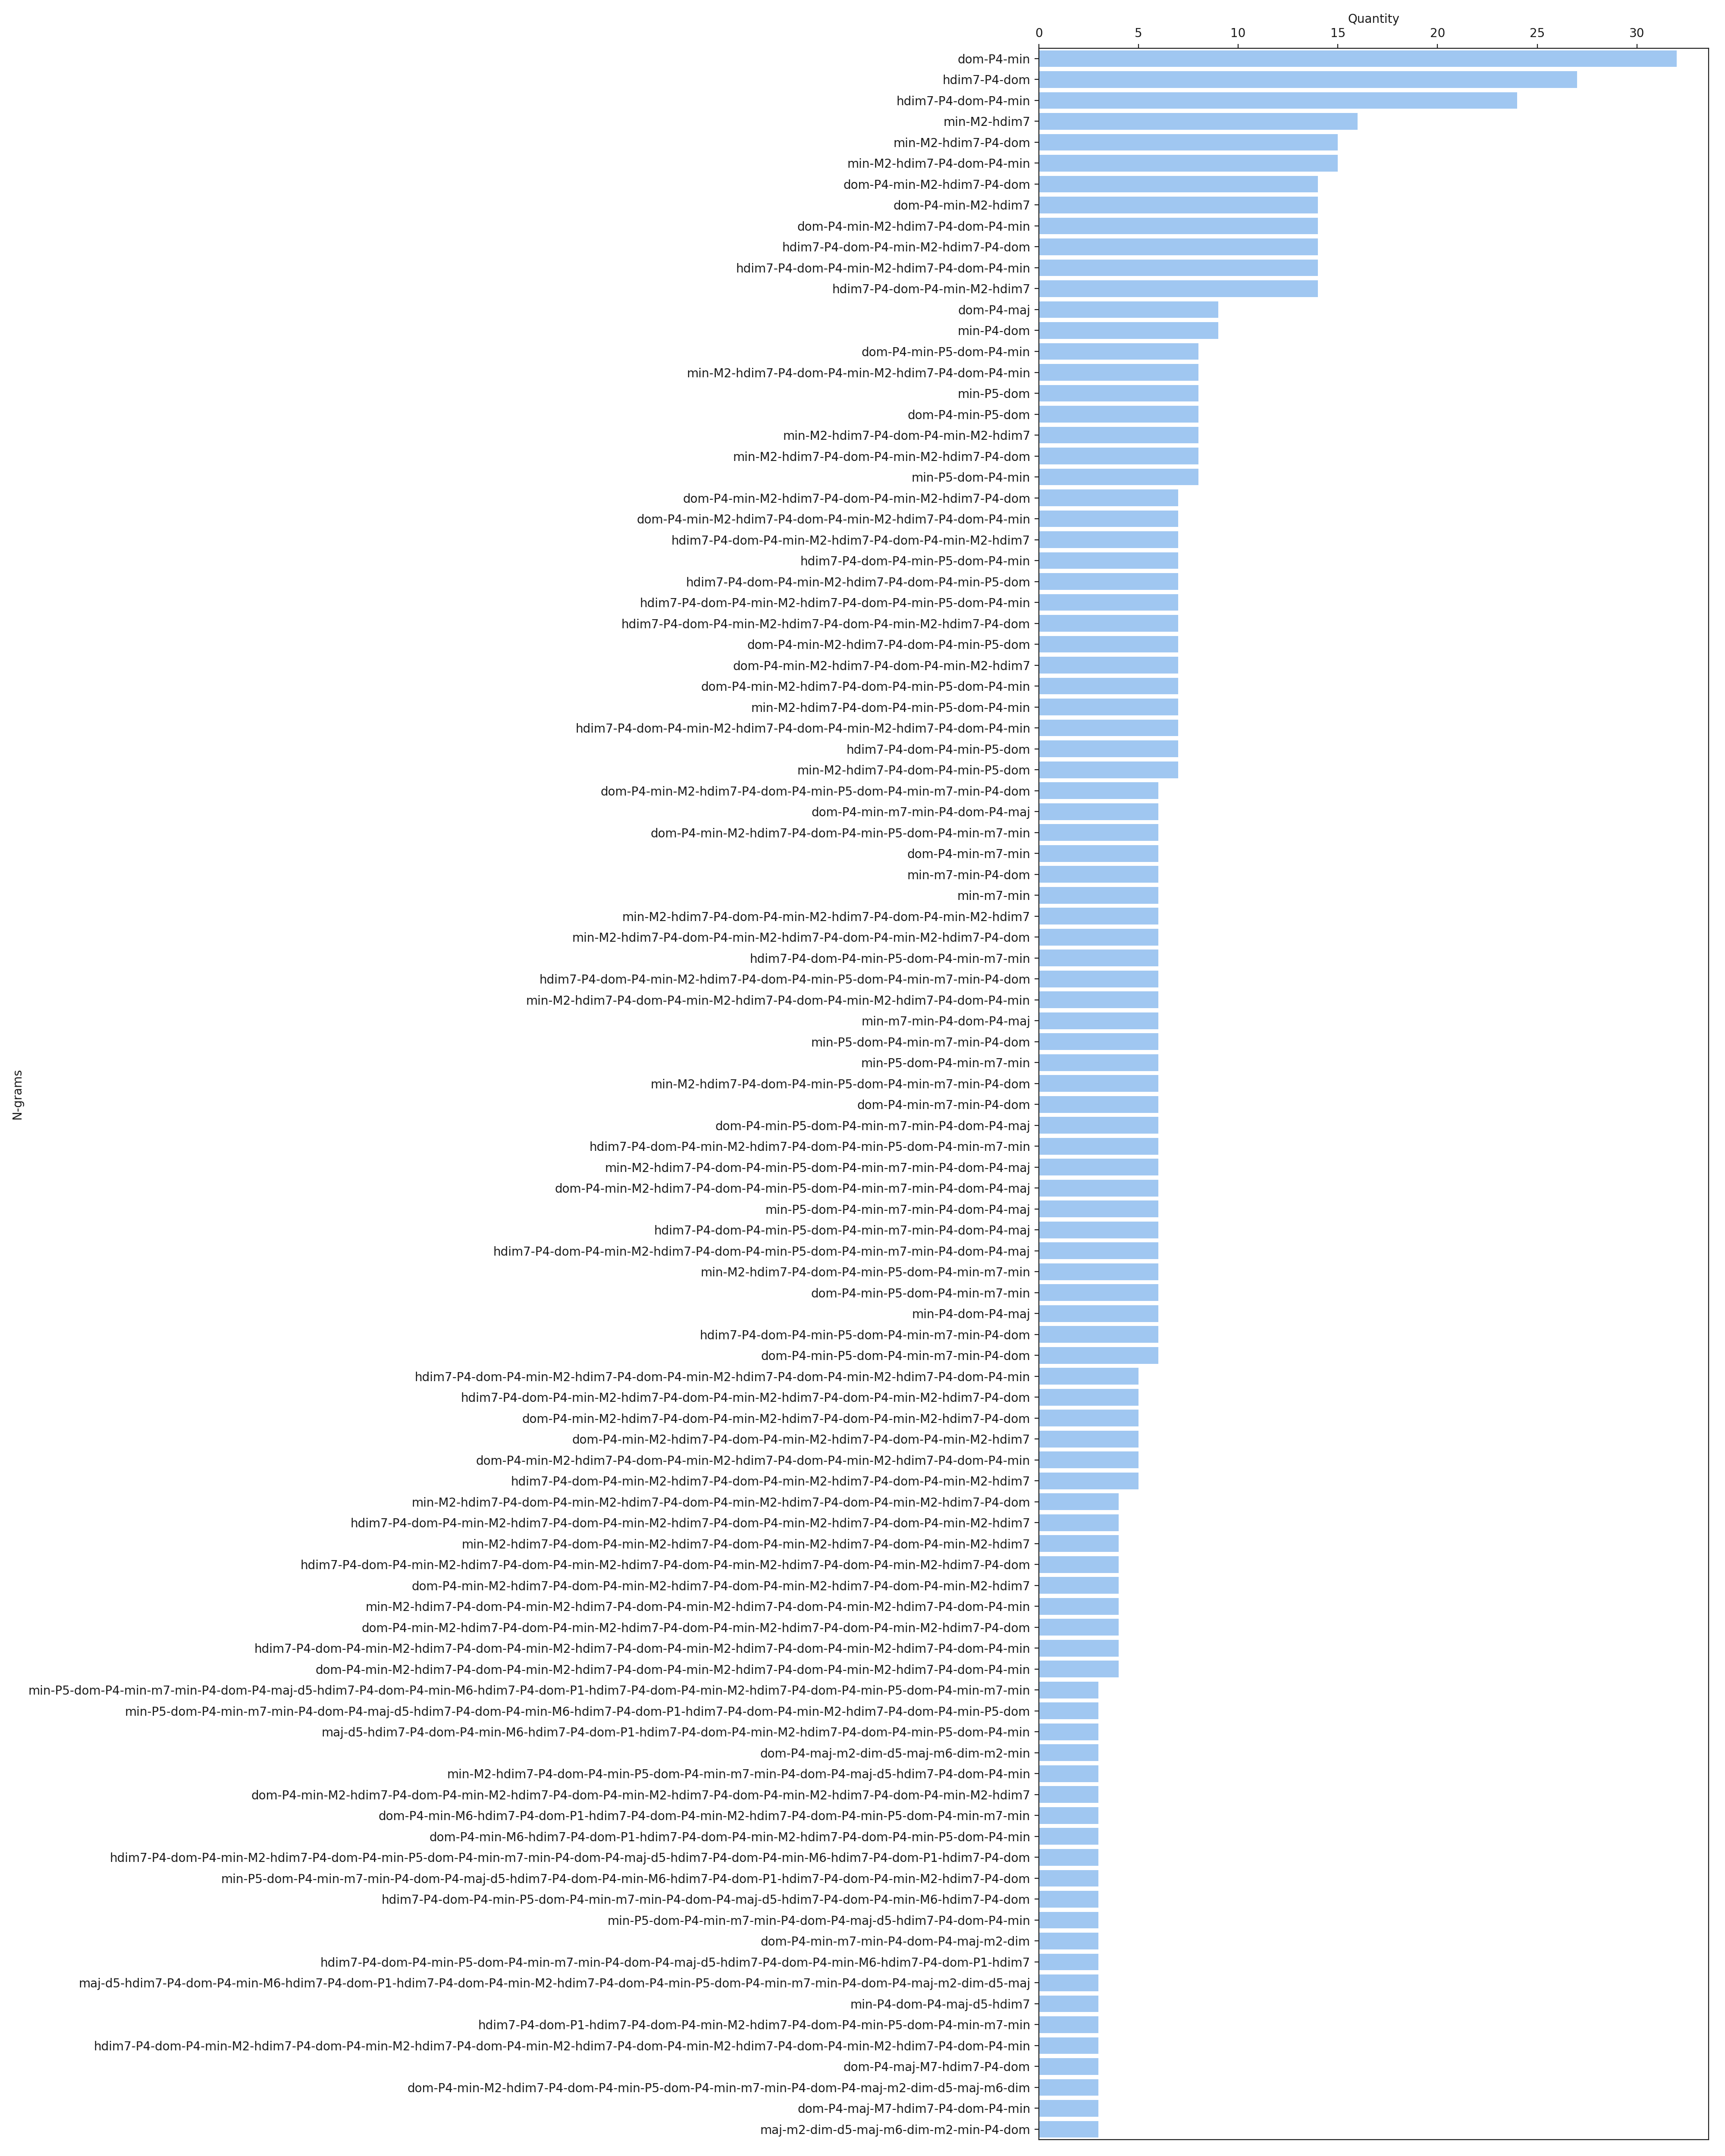 Quantity
0 5 10 15 20 25 30
dom-P4-min
hdim7-P4-dom
hdim7-P4-dom-P4-min
min-M2-hdim7
min-M2-hdim7-P4-dom
min-M2-hdim7-P4-dom-P4-min
dom-P4-min-M2-hdim7-P4-dom
dom-P4-min-M2-hdim7
dom-P4-min-M2-hdim7-P4-dom-P4-min
hdim7-P4-dom-P4-min-M2-hdim7-P4-dom
hdim7-P4-dom-P4-min-M2-hdim7-P4-dom-P4-min
hdim7-P4-dom-P4-min-M2-hdim7
dom-P4-maj
min-P4-dom
dom-P4-min-P5-dom-P4-min
min-M2-hdim7-P4-dom-P4-min-M2-hdim7-P4-dom-P4-min
min-P5-dom
dom-P4-min-P5-dom
min-M2-hdim7-P4-dom-P4-min-M2-hdim7
min-M2-hdim7-P4-dom-P4-min-M2-hdim7-P4-dom
min-P5-dom-P4-min
dom-P4-min-M2-hdim7-P4-dom-P4-min-M2-hdim7-P4-dom
dom-P4-min-M2-hdim7-P4-dom-P4-min-M2-hdim7-P4-dom-P4-min
hdim7-P4-dom-P4-min-M2-hdim7-P4-dom-P4-min-M2-hdim7
hdim7-P4-dom-P4-min-P5-dom-P4-min
hdim7-P4-dom-P4-min-M2-hdim7-P4-dom-P4-min-P5-dom
hdim7-P4-dom-P4-min-M2-hdim7-P4-dom-P4-min-P5-dom-P4-min
hdim7-P4-dom-P4-min-M2-hdim7-P4-dom-P4-min-M2-hdim7-P4-dom
dom-P4-min-M2-hdim7-P4-dom-P4-min-P5-dom
dom-P4-min-M2-hdim7-P4-dom-P4-min-M2-hdim7
dom-P4-min-M2-hdim7-P4-dom-P4-min-P5-dom-P4-min
min-M2-hdim7-P4-dom-P4-min-P5-dom-P4-min
hdim7-P4-dom-P4-min-M2-hdim7-P4-dom-P4-min-M2-hdim7-P4-dom-P4-min
hdim7-P4-dom-P4-min-P5-dom
min-M2-hdim7-P4-dom-P4-min-P5-dom
dom-P4-min-M2-hdim7-P4-dom-P4-min-P5-dom-P4-min-m7-min-P4-dom
dom-P4-min-m7-min-P4-dom-P4-maj
dom-P4-min-M2-hdim7-P4-dom-P4-min-P5-dom-P4-min-m7-min
dom-P4-min-m7-min
min-m7-min-P4-dom
min-m7-min
min-M2-hdim7-P4-dom-P4-min-M2-hdim7-P4-dom-P4-min-M2-hdim7
min-M2-hdim7-P4-dom-P4-min-M2-hdim7-P4-dom-P4-min-M2-hdim7-P4-dom
hdim7-P4-dom-P4-min-P5-dom-P4-min-m7-min
hdim7-P4-dom-P4-min-M2-hdim7-P4-dom-P4-min-P5-dom-P4-min-m7-min-P4-dom
min-M2-hdim7-P4-dom-P4-min-M2-hdim7-P4-dom-P4-min-M2-hdim7-P4-dom-P4-min
min-m7-min-P4-dom-P4-maj
min-P5-dom-P4-min-m7-min-P4-dom
min-P5-dom-P4-min-m7-min
min-M2-hdim7-P4-dom-P4-min-P5-dom-P4-min-m7-min-P4-dom
dom-P4-min-m7-min-P4-dom
dom-P4-min-P5-dom-P4-min-m7-min-P4-dom-P4-maj
hdim7-P4-dom-P4-min-M2-hdim7-P4-dom-P4-min-P5-dom-P4-min-m7-min
min-M2-hdim7-P4-dom-P4-min-P5-dom-P4-min-m7-min-P4-dom-P4-maj
dom-P4-min-M2-hdim7-P4-dom-P4-min-P5-dom-P4-min-m7-min-P4-dom-P4-maj
min-P5-dom-P4-min-m7-min-P4-dom-P4-maj
hdim7-P4-dom-P4-min-P5-dom-P4-min-m7-min-P4-dom-P4-maj
hdim7-P4-dom-P4-min-M2-hdim7-P4-dom-P4-min-P5-dom-P4-min-m7-min-P4-dom-P4-maj
min-M2-hdim7-P4-dom-P4-min-P5-dom-P4-min-m7-min
dom-P4-min-P5-dom-P4-min-m7-min
min-P4-dom-P4-maj
hdim7-P4-dom-P4-min-P5-dom-P4-min-m7-min-P4-dom
dom-P4-min-P5-dom-P4-min-m7-min-P4-dom
hdim7-P4-dom-P4-min-M2-hdim7-P4-dom-P4-min-M2-hdim7-P4-dom-P4-min-M2-hdim7-P4-dom-P4-min
hdim7-P4-dom-P4-min-M2-hdim7-P4-dom-P4-min-M2-hdim7-P4-dom-P4-min-M2-hdim7-P4-dom
dom-P4-min-M2-hdim7-P4-dom-P4-min-M2-hdim7-P4-dom-P4-min-M2-hdim7-P4-dom
dom-P4-min-M2-hdim7-P4-dom-P4-min-M2-hdim7-P4-dom-P4-min-M2-hdim7
dom-P4-min-M2-hdim7-P4-dom-P4-min-M2-hdim7-P4-dom-P4-min-M2-hdim7-P4-dom-P4-min
hdim7-P4-dom-P4-min-M2-hdim7-P4-dom-P4-min-M2-hdim7-P4-dom-P4-min-M2-hdim7
min-M2-hdim7-P4-dom-P4-min-M2-hdim7-P4-dom-P4-min-M2-hdim7-P4-dom-P4-min-M2-hdim7-P4-dom
hdim7-P4-dom-P4-min-M2-hdim7-P4-dom-P4-min-M2-hdim7-P4-dom-P4-min-M2-hdim7-P4-dom-P4-min-M2-hdim7
min-M2-hdim7-P4-dom-P4-min-M2-hdim7-P4-dom-P4-min-M2-hdim7-P4-dom-P4-min-M2-hdim7
hdim7-P4-dom-P4-min-M2-hdim7-P4-dom-P4-min-M2-hdim7-P4-dom-P4-min-M2-hdim7-P4-dom-P4-min-M2-hdim7-P4-dom
dom-P4-min-M2-hdim7-P4-dom-P4-min-M2-hdim7-P4-dom-P4-min-M2-hdim7-P4-dom-P4-min-M2-hdim7
min-M2-hdim7-P4-dom-P4-min-M2-hdim7-P4-dom-P4-min-M2-hdim7-P4-dom-P4-min-M2-hdim7-P4-dom-P4-min
dom-P4-min-M2-hdim7-P4-dom-P4-min-M2-hdim7-P4-dom-P4-min-M2-hdim7-P4-dom-P4-min-M2-hdim7-P4-dom
hdim7-P4-dom-P4-min-M2-hdim7-P4-dom-P4-min-M2-hdim7-P4-dom-P4-min-M2-hdim7-P4-dom-P4-min-M2-hdim7-P4-dom-P4-min
dom-P4-min-M2-hdim7-P4-dom-P4-min-M2-hdim7-P4-dom-P4-min-M2-hdim7-P4-dom-P4-min-M2-hdim7-P4-dom-P4-min
min-P5-dom-P4-min-m7-min-P4-dom-P4-maj-d5-hdim7-P4-dom-P4-min-M6-hdim7-P4-dom-P1-hdim7-P4-dom-P4-min-M2-hdim7-P4-dom-P4-min-P5-dom-P4-min-m7-min
min-P5-dom-P4-min-m7-min-P4-dom-P4-maj-d5-hdim7-P4-dom-P4-min-M6-hdim7-P4-dom-P1-hdim7-P4-dom-P4-min-M2-hdim7-P4-dom-P4-min-P5-dom
maj-d5-hdim7-P4-dom-P4-min-M6-hdim7-P4-dom-P1-hdim7-P4-dom-P4-min-M2-hdim7-P4-dom-P4-min-P5-dom-P4-min
dom-P4-maj-m2-dim-d5-maj-m6-dim-m2-min
min-M2-hdim7-P4-dom-P4-min-P5-dom-P4-min-m7-min-P4-dom-P4-maj-d5-hdim7-P4-dom-P4-min
dom-P4-min-M2-hdim7-P4-dom-P4-min-M2-hdim7-P4-dom-P4-min-M2-hdim7-P4-dom-P4-min-M2-hdim7-P4-dom-P4-min-M2-hdim7
dom-P4-min-M6-hdim7-P4-dom-P1-hdim7-P4-dom-P4-min-M2-hdim7-P4-dom-P4-min-P5-dom-P4-min-m7-min
dom-P4-min-M6-hdim7-P4-dom-P1-hdim7-P4-dom-P4-min-M2-hdim7-P4-dom-P4-min-P5-dom-P4-min
hdim7-P4-dom-P4-min-M2-hdim7-P4-dom-P4-min-P5-dom-P4-min-m7-min-P4-dom-P4-maj-d5-hdim7-P4-dom-P4-min-M6-hdim7-P4-dom-P1-hdim7-P4-dom
min-P5-dom-P4-min-m7-min-P4-dom-P4-maj-d5-hdim7-P4-dom-P4-min-M6-hdim7-P4-dom-P1-hdim7-P4-dom-P4-min-M2-hdim7-P4-dom
hdim7-P4-dom-P4-min-P5-dom-P4-min-m7-min-P4-dom-P4-maj-d5-hdim7-P4-dom-P4-min-M6-hdim7-P4-dom
min-P5-dom-P4-min-m7-min-P4-dom-P4-maj-d5-hdim7-P4-dom-P4-min
dom-P4-min-m7-min-P4-dom-P4-maj-m2-dim
hdim7-P4-dom-P4-min-P5-dom-P4-min-m7-min-P4-dom-P4-maj-d5-hdim7-P4-dom-P4-min-M6-hdim7-P4-dom-P1-hdim7
maj-d5-hdim7-P4-dom-P4-min-M6-hdim7-P4-dom-P1-hdim7-P4-dom-P4-min-M2-hdim7-P4-dom-P4-min-P5-dom-P4-min-m7-min-P4-dom-P4-maj-m2-dim-d5-maj
min-P4-dom-P4-maj-d5-hdim7
hdim7-P4-dom-P1-hdim7-P4-dom-P4-min-M2-hdim7-P4-dom-P4-min-P5-dom-P4-min-m7-min
hdim7-P4-dom-P4-min-M2-hdim7-P4-dom-P4-min-M2-hdim7-P4-dom-P4-min-M2-hdim7-P4-dom-P4-min-M2-hdim7-P4-dom-P4-min-M2-hdim7-P4-dom-P4-min
dom-P4-maj-M7-hdim7-P4-dom
dom-P4-min-M2-hdim7-P4-dom-P4-min-P5-dom-P4-min-m7-min-P4-dom-P4-maj-m2-dim-d5-maj-m6-dim
dom-P4-maj-M7-hdim7-P4-dom-P4-min
maj-m2-dim-d5-maj-m6-dim-m2-min-P4-dom
N-grams